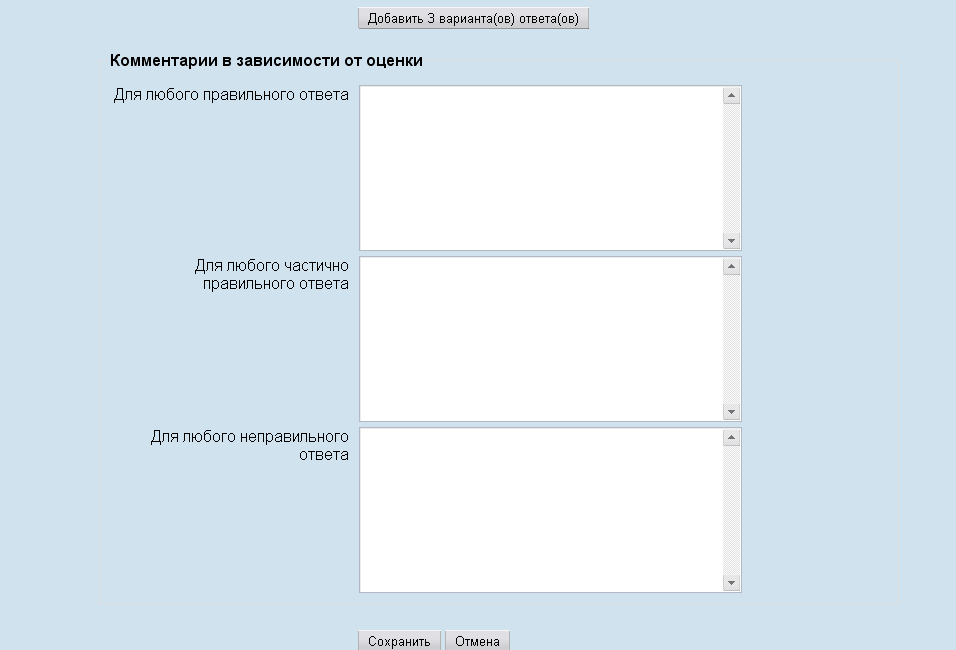 Добавить 3 варианта(ов) ответа(ов)
Комментарии в зависимости от оценки
Для любого правильного ответа
Для любого частично
правильного ответа
Для любого неправильного
ответа
Сохранить Отмена